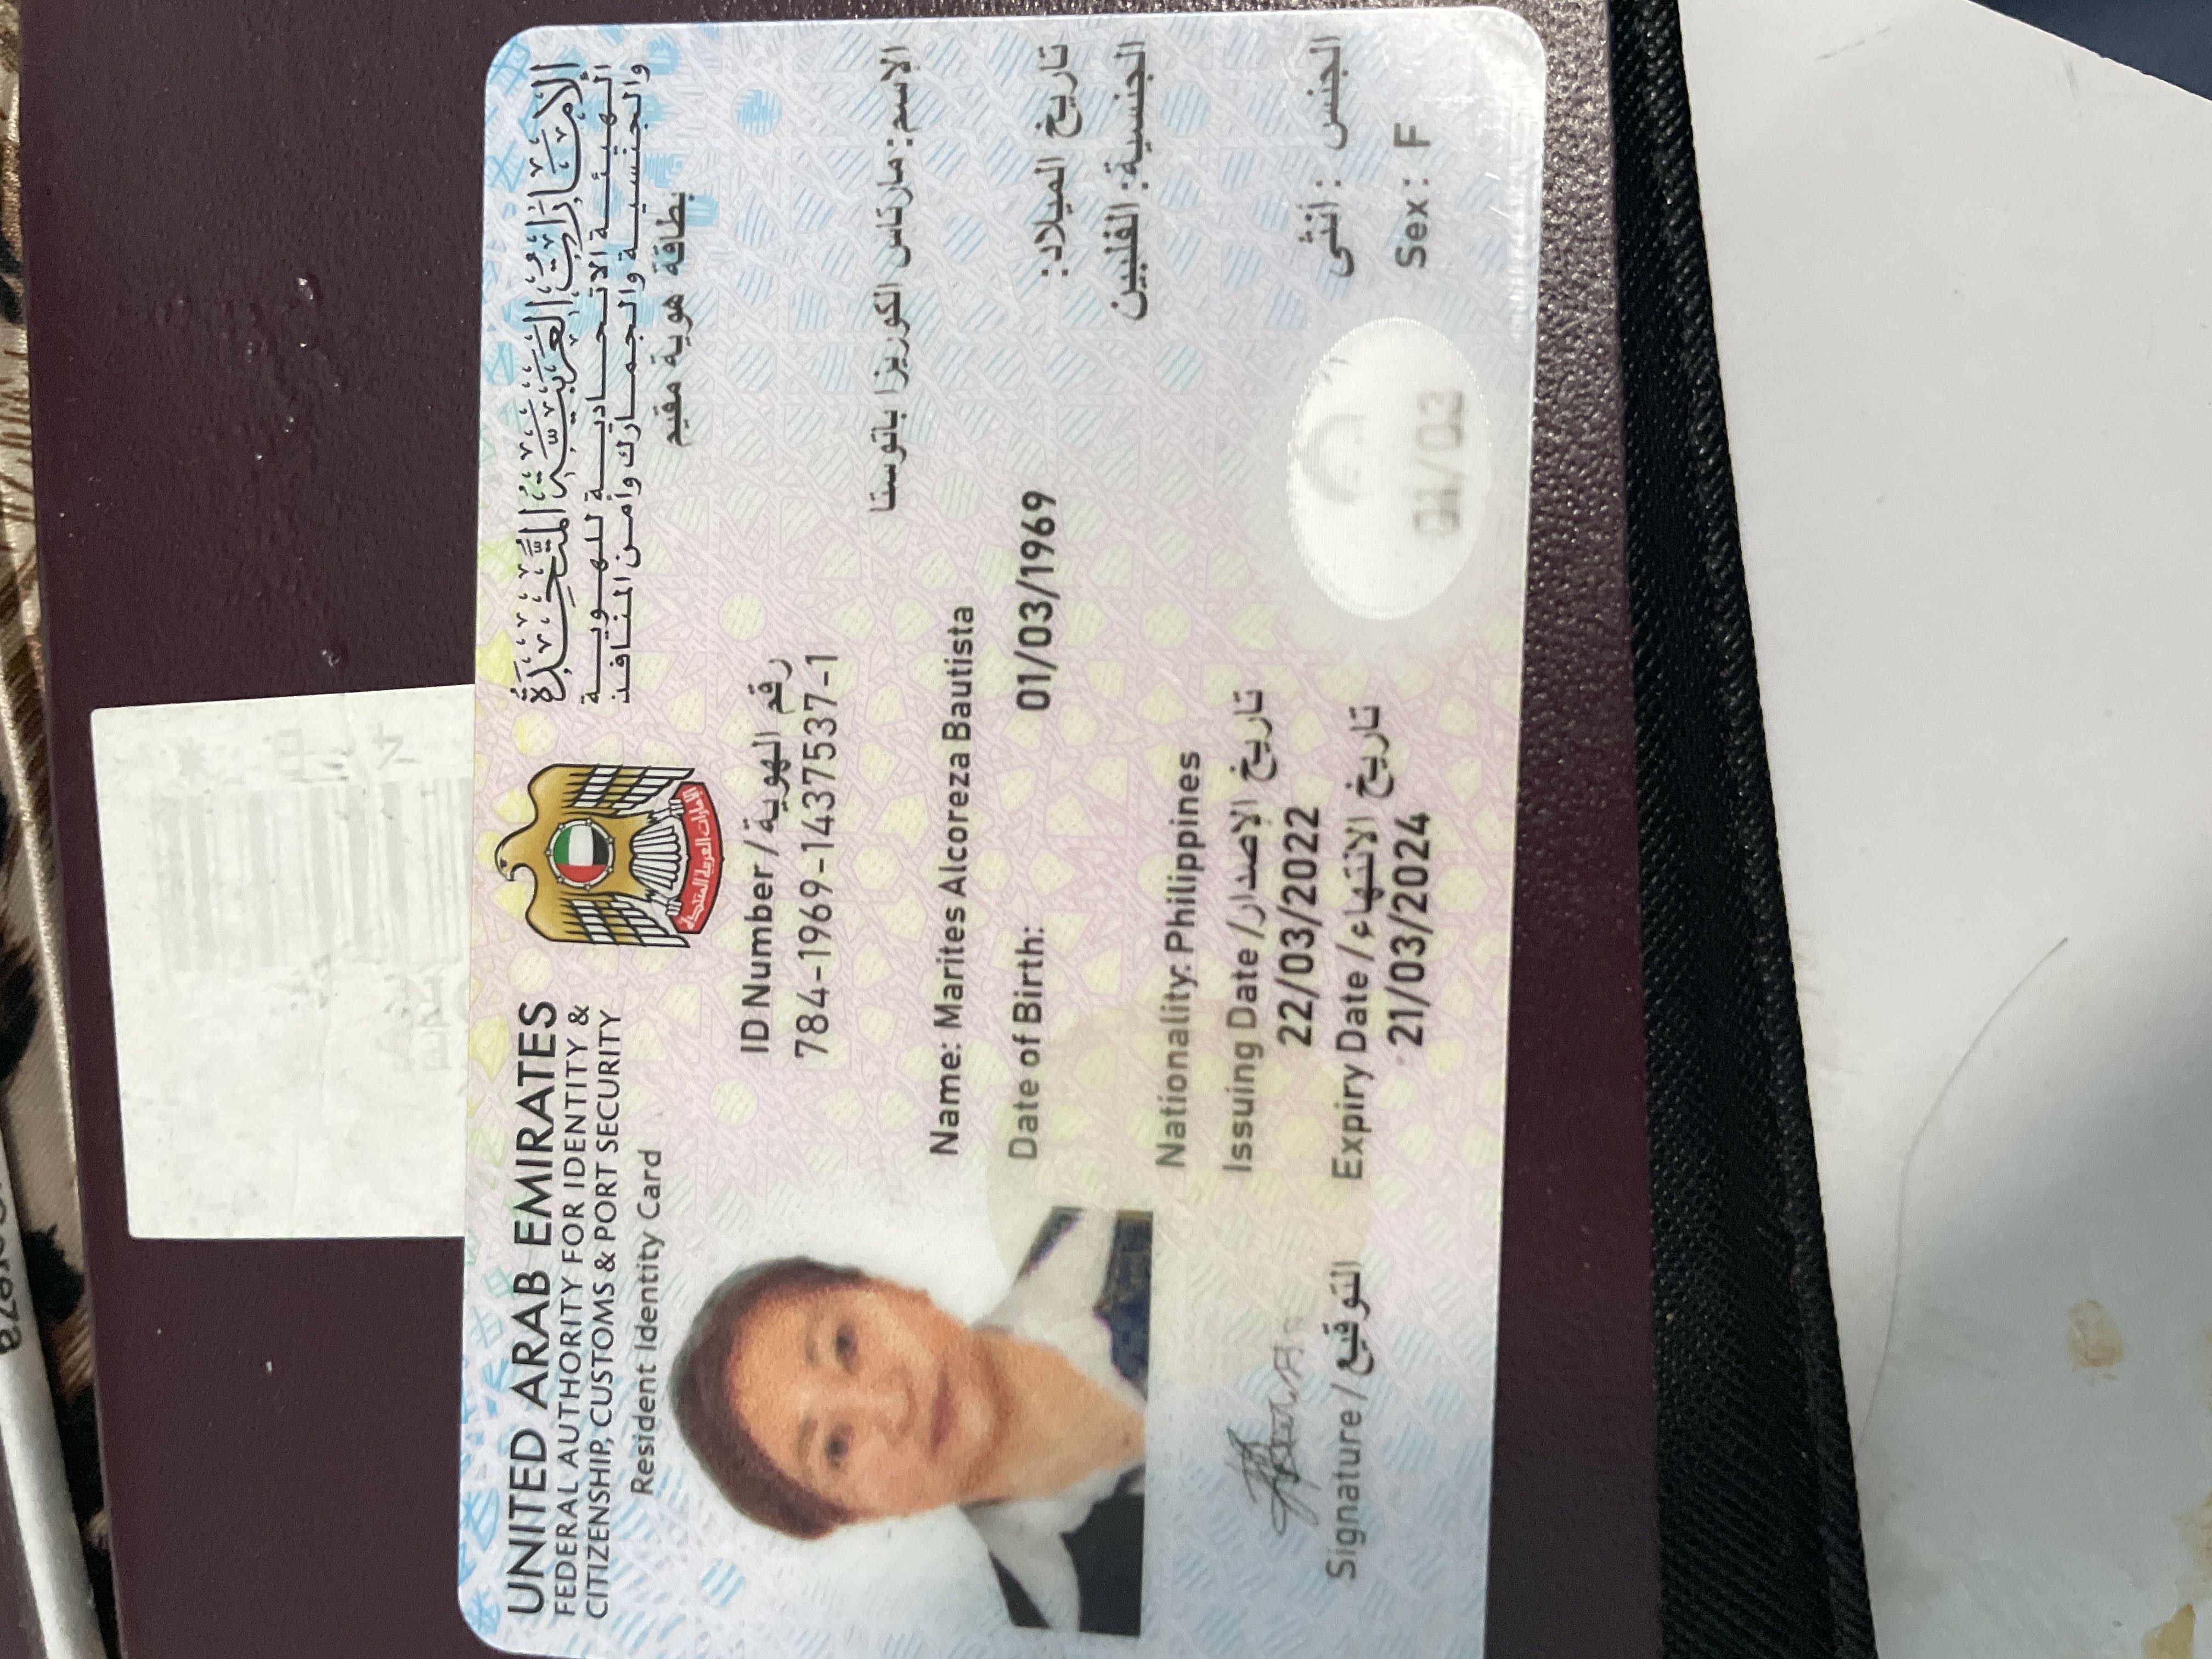 UNITED ARAB EMIRATES
FEDERAL AUTHORITY FOR IDENTITY &
CITIZENSHIP, CUSTOMS & PORT SECURITY
Resident Identity Card
الإمارات العربية المتحدة
الهيئة الاتحادية للهوية
والجنسية والجمارك وأمن المنافذ
بطاقة هوية مقيم
الإمارات العربية المتحدة
ID Number / رقم الهوية
784-1969-1437537-1
الإسم: مارتاس الكوريزا باتوستا
Name: Marites Alcoreza Bautista
Date of Birth: 01/03/1969 تاريخ الميلاد:
الجنسية: الفلبين
Nationality: Philippines
Issuing Date / تاريخ الإصدار
22/03/2022
Expiry Date / تاريخ الانتهاء
21/03/2024
Signature / التوقيع
01/03
الجنس : أنثى
Sex: F